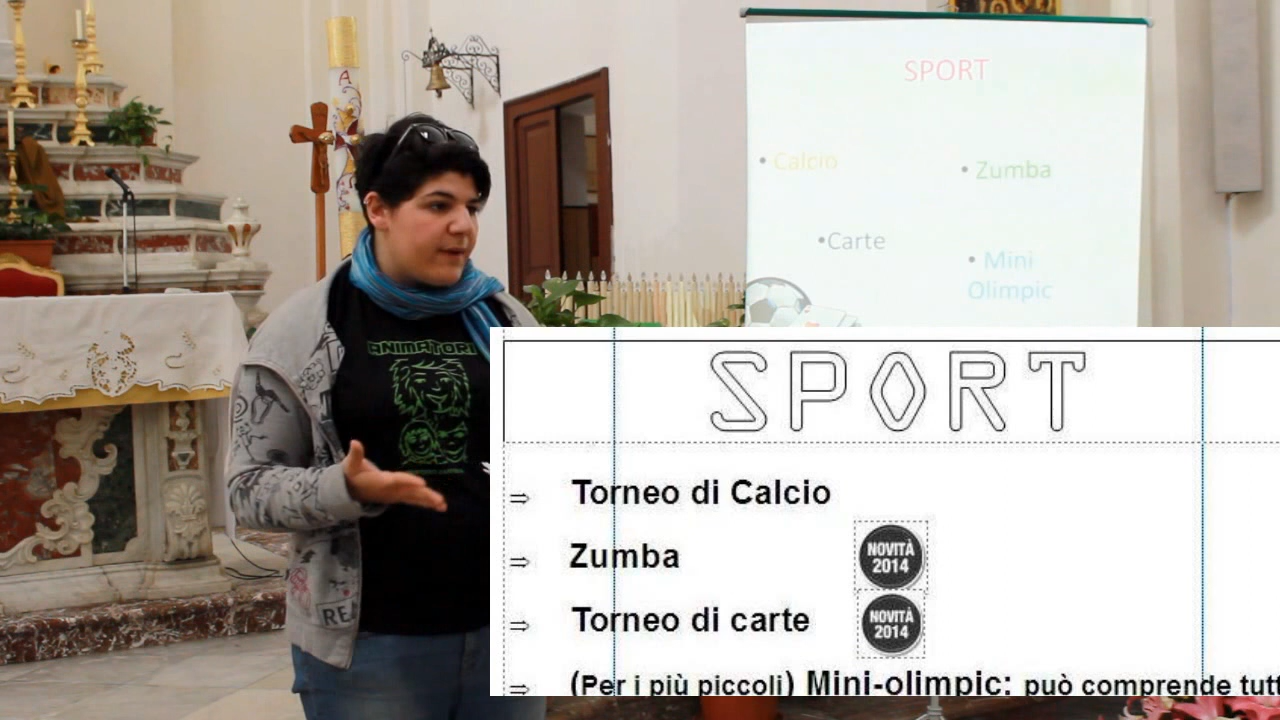 SPORT
• Calcio
• Zumba
•Carte
• Mini
Olimpic
A
ANIMATORI
SPORT
⇒ Torneo di Calcio
⇒ Zumba
NOVITÀ
2014
⇒ Torneo di carte
NOVITÀ
2014
⇒ (Per i più piccoli) Mini-olimpic: può comprende tutt